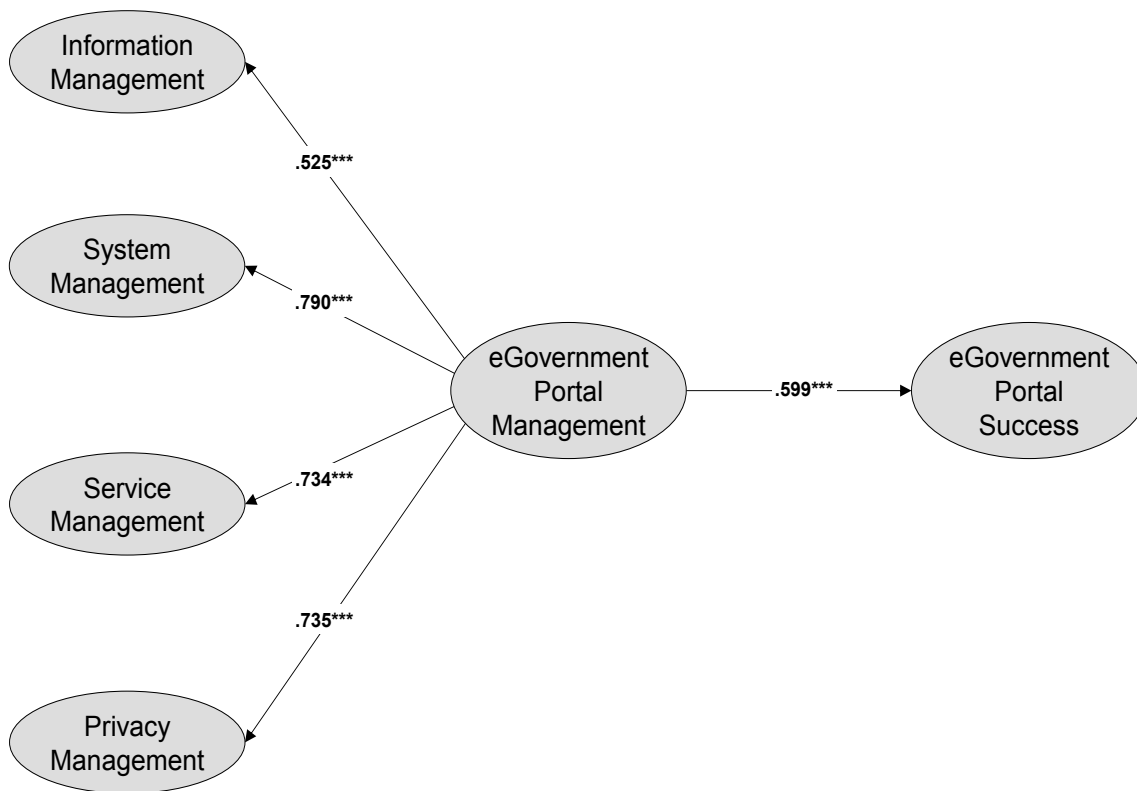 Information
Management
.525***
System
Management
.790***
eGovernment
Portal
Management
.599***
eGovernment
Portal
Success
Service
Management
.734***
.735***
Privacy
Management